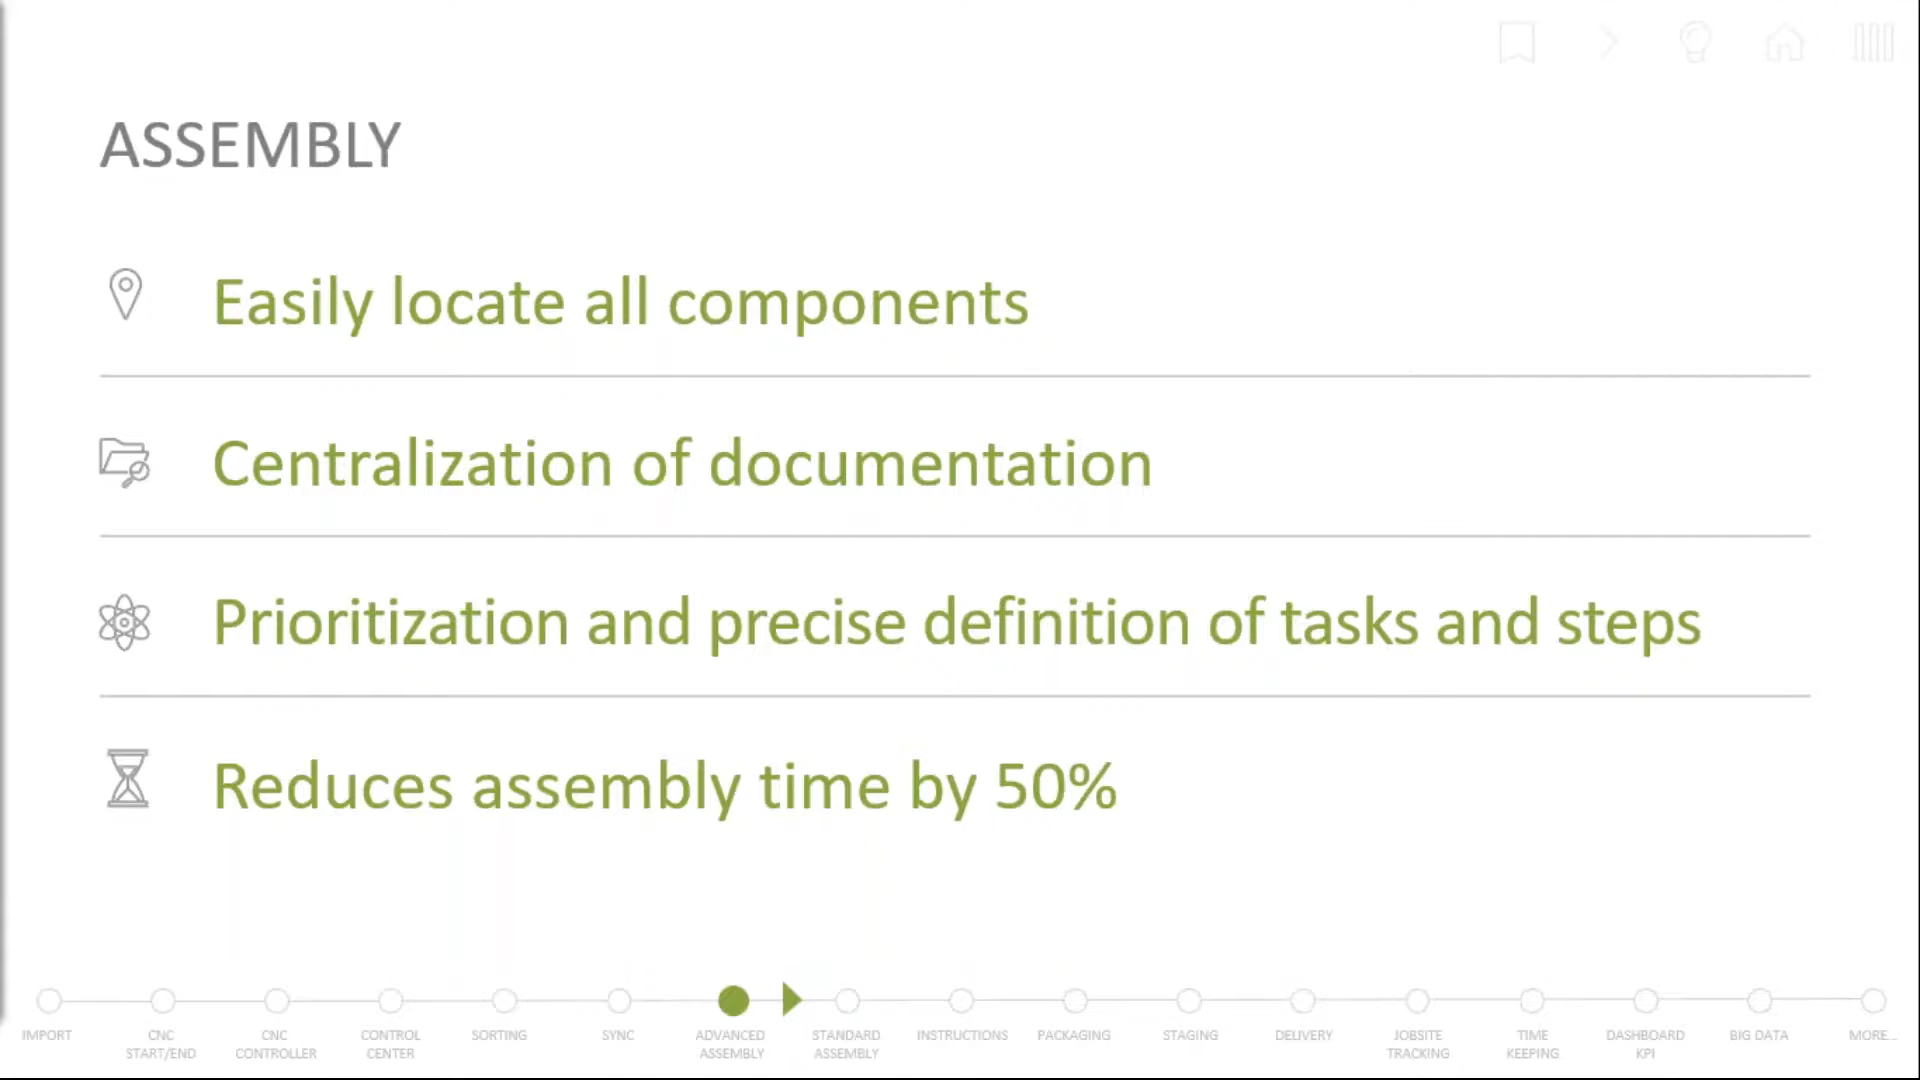 ASSEMBLY
Easily locate all components
Centralization of documentation
Prioritization and precise definition of tasks and steps
Reduces assembly time by 50%
IMPORT
CNC
START/END
CNC
CONTROLLER
CONTROL
CENTER
SORTING
SYNC
ADVANCED
ASSEMBLY
STANDARD
ASSEMBLY
INSTRUCTIONS
PACKAGING
STAGING
DELIVERY
JOBSITE
TRACKING
TIME
KEEPING
DASHBOARD
KPI
BIG DATA
MORE...